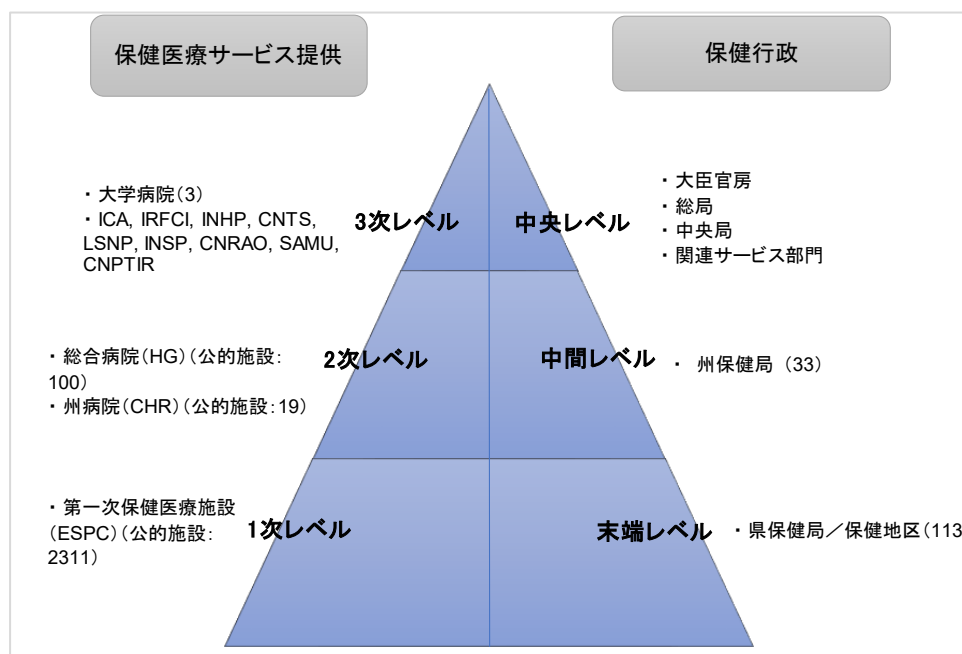 保健医療サービス提供
保健行政
・大学病院(3)
・ICA, IRFCI, INHP, CNTS,
LSNP, INSP, CNRAO, SAMU,
CNPTIR
3次レベル
中央レベル
・大臣官房
・総局
・中央局
・関連サービス部門
・総合病院(HG)(公的施設:
100)
・州病院(CHR)(公的施設:19)
2次レベル
中間レベル
・ 州保健局 (33)
・第一次保健医療施設
(ESPC)(公的施設:
2311)
1次レベル
末端レベル
・県保健局/保健地区(113